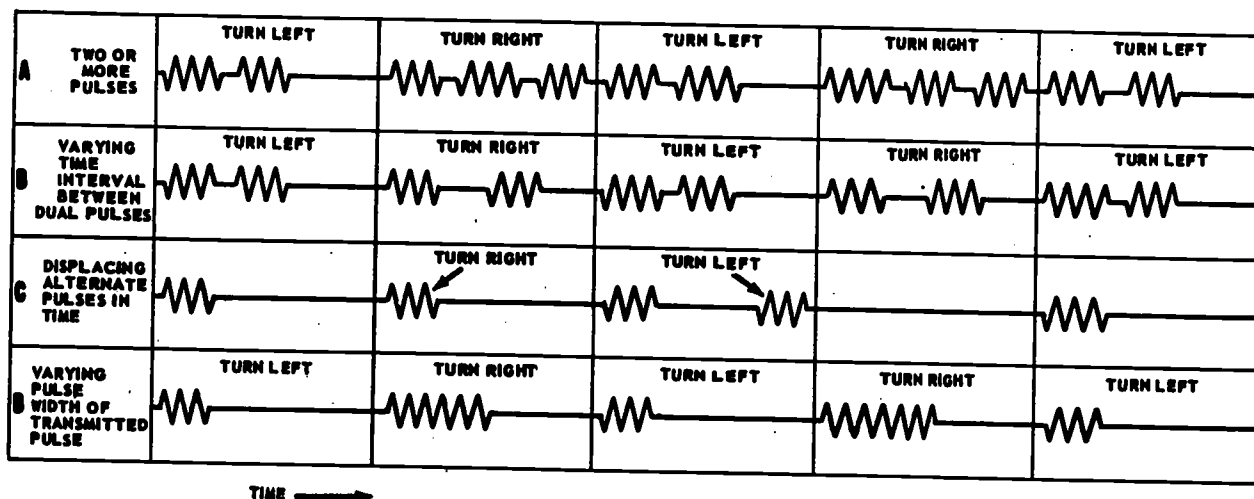 TURN LEFT
TURN RIGHT
TURN LEFT
TURN RIGHT
TURN LEFT
A
TWO OR
MORE
PULSES
TURN LEFT
TURN RIGHT
TURN LEFT
TURN RIGHT
TURN LEFT
B
VARYING
TIME
INTERVAL
BETWEEN
DUAL PULSES
TURN RIGHT
TURN LEFT
C
DISPLACING
ALTERNATE
PULSES IN
TIME
TURN LEFT
TURN RIGHT
TURN LEFT
TURN RIGHT
TURN LEFT
B
VARYING
PULSE
WIDTH OF
TRANSMITTED
PULSE
TIME